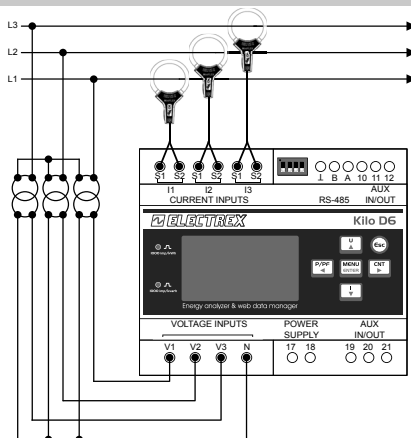 L3
L2
L1
S1 S2 S1 S2 S1 S2
I1 I2 I3
CURRENT INPUTS
⊥ B A 10 11 12
RS-485
AUX
IN/OUT
ELECTREX
Kilo D6
U
Esc
P/PF
MENU
ENTER
CNT
I
Energy analyzer & web data manager
VOLTAGE INPUTS
POWER
SUPPLY
AUX
IN/OUT
V1 V2 V3 N
17 18
19 20 21